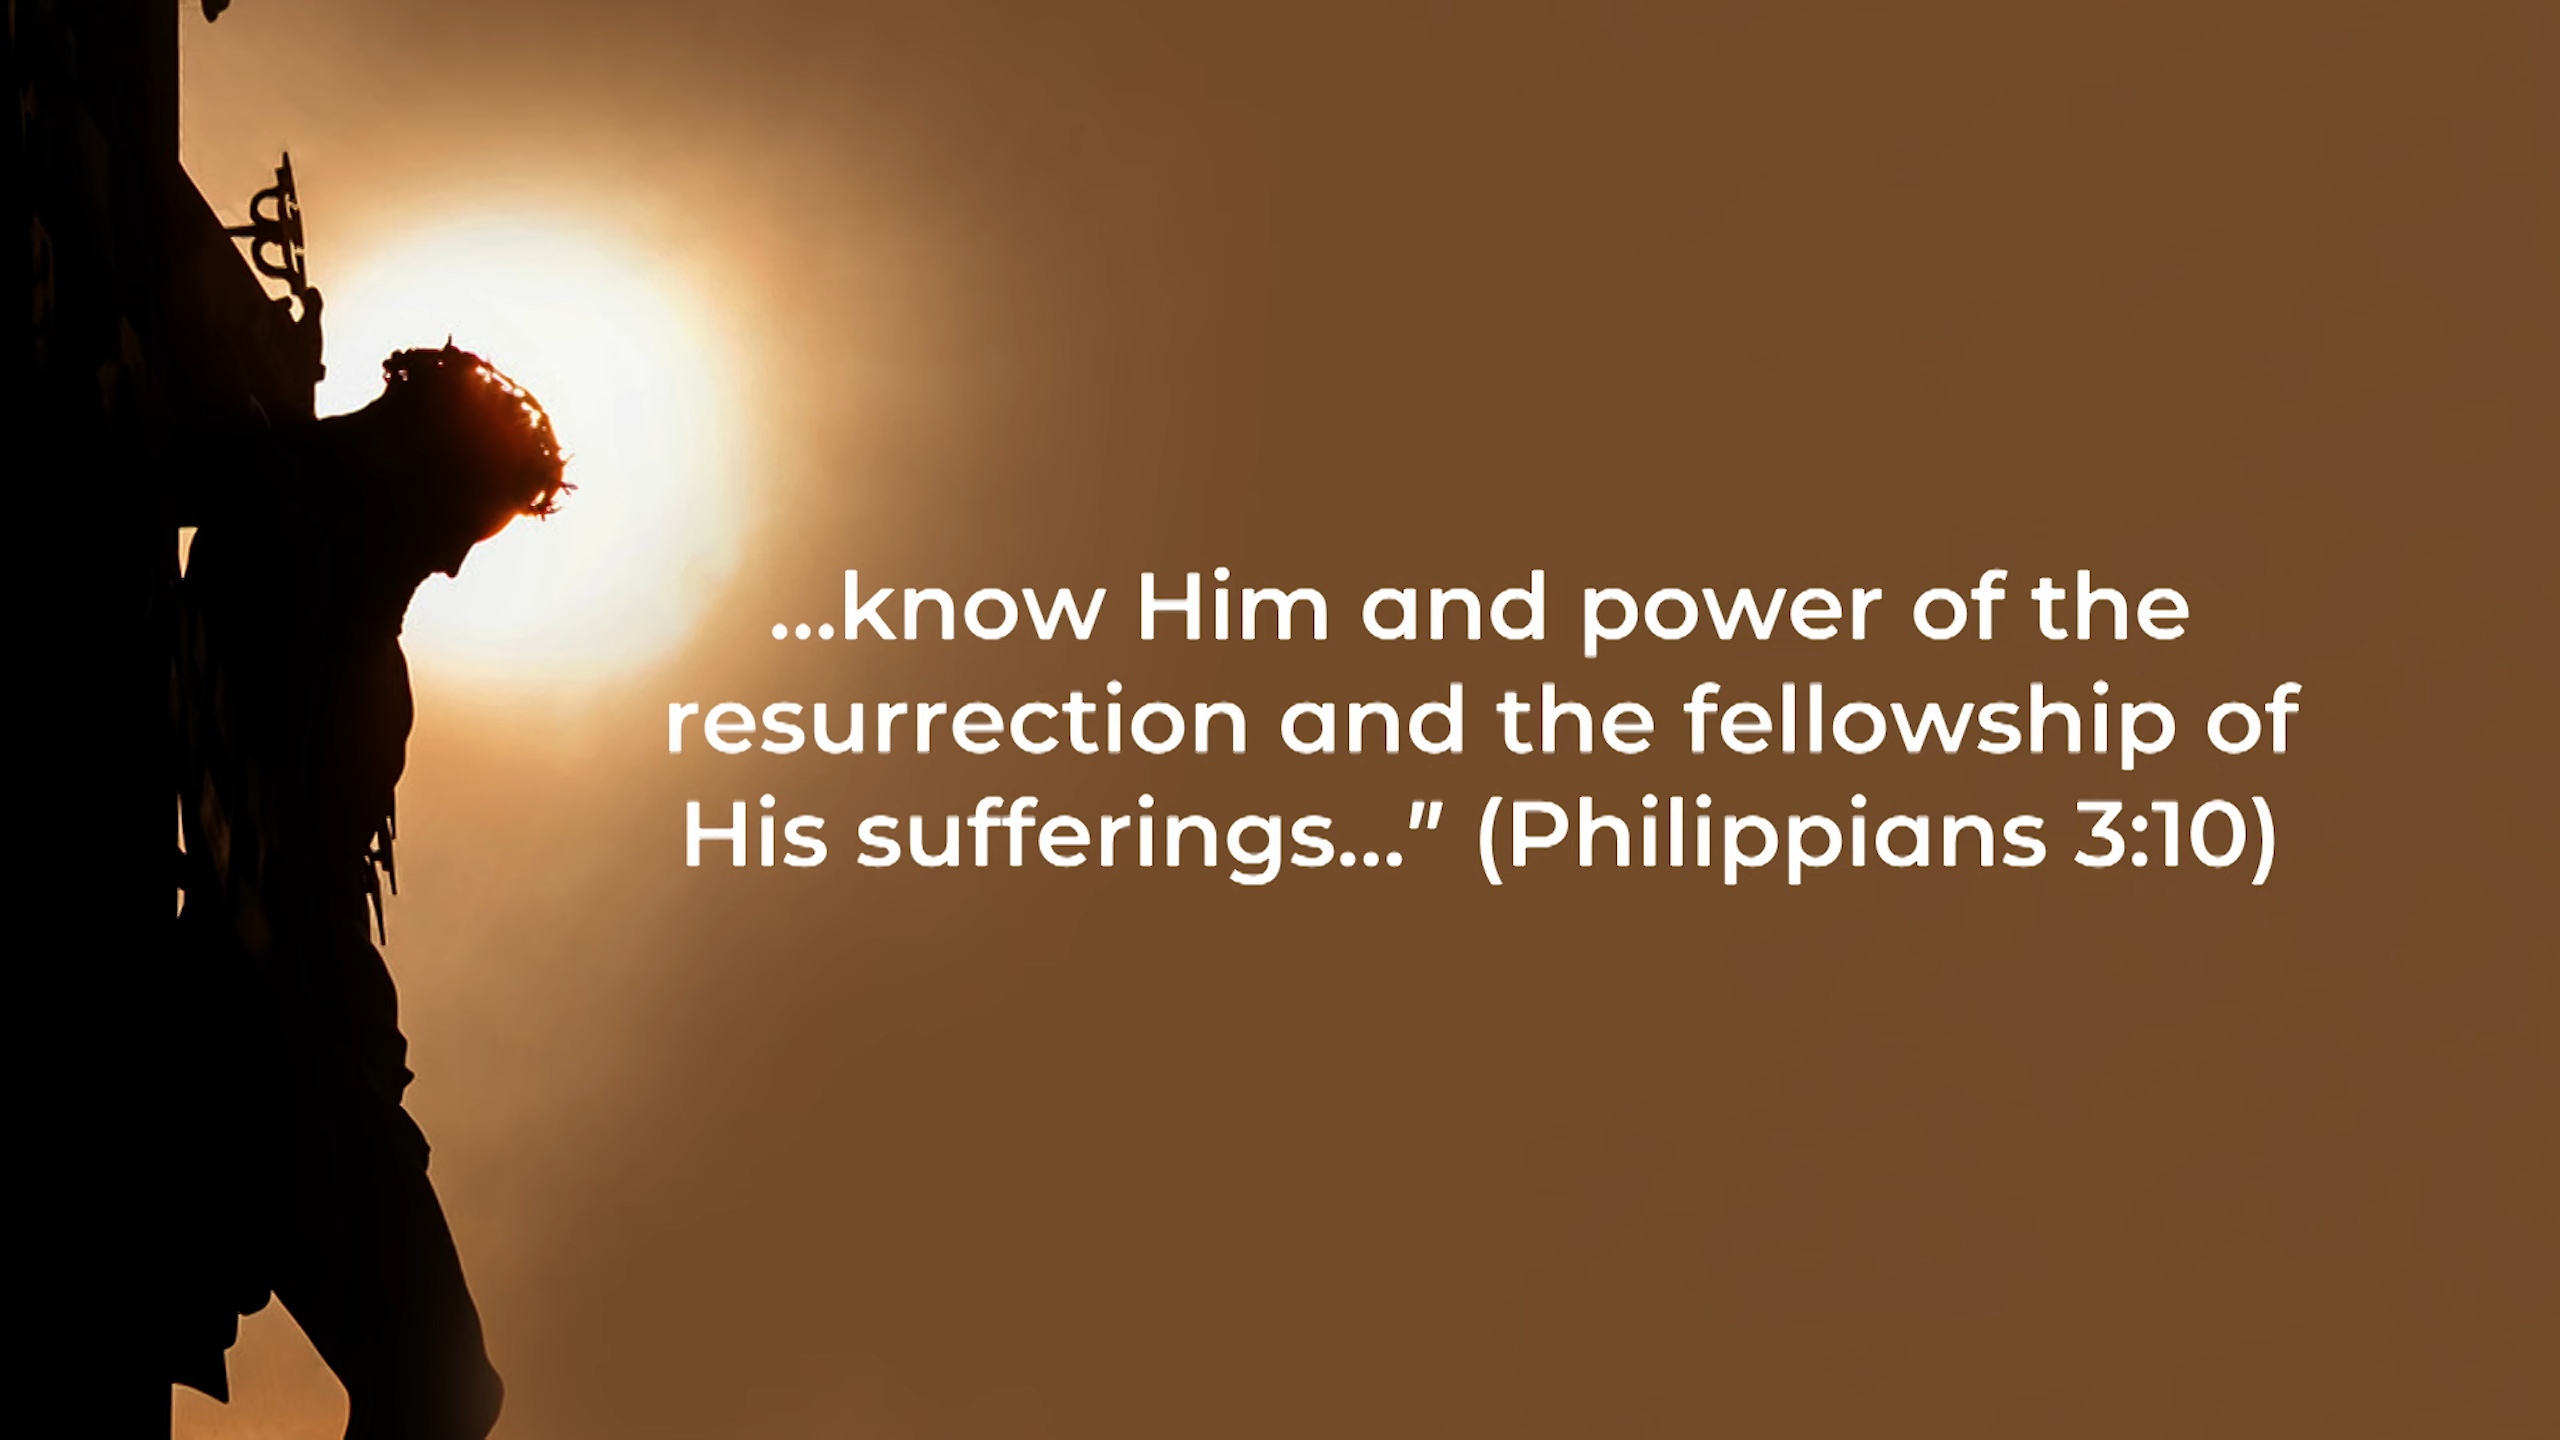 ...know Him and power of the
resurrection and the fellowship of
His sufferings...” (Philippians 3:10)